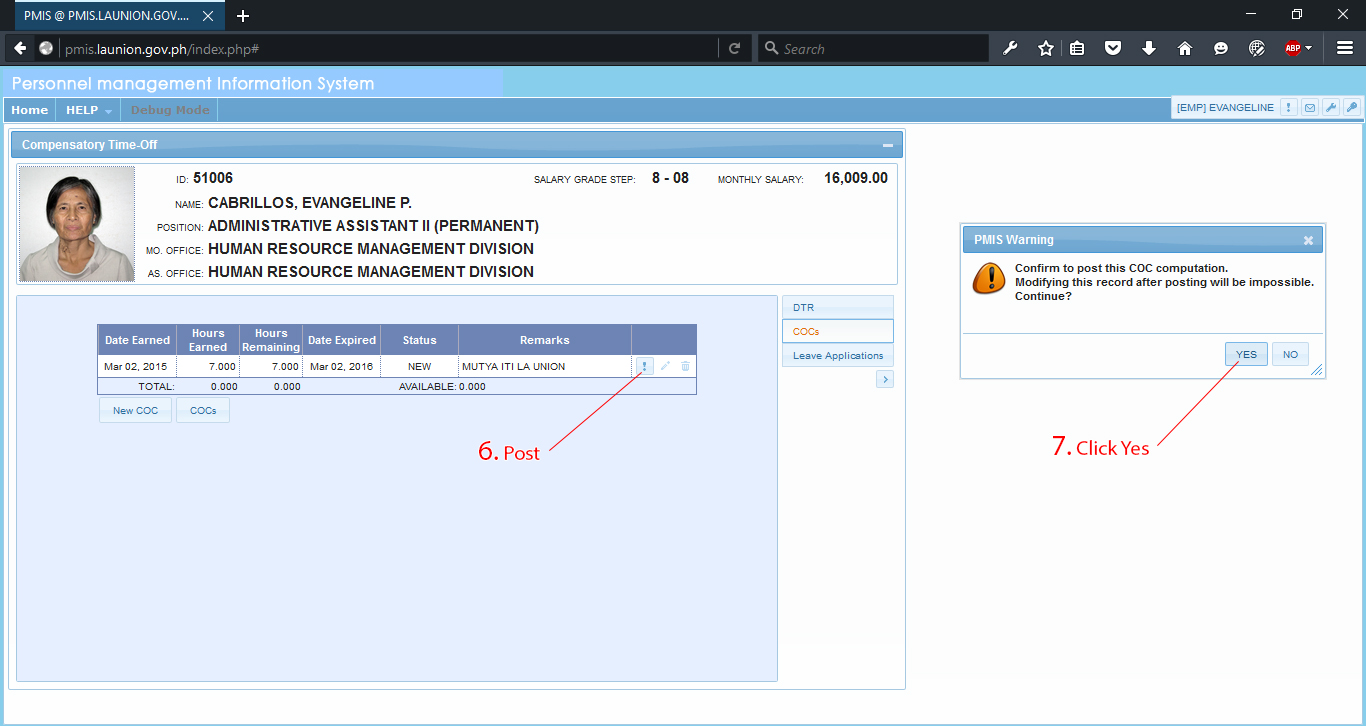 PMIS @ PMIS.LAUNION.GOV....
pmis.launion.gov.ph/index.php#
Search
ABP
Personnel management Information System
Home HELP Debug Mode
[EMP] EVANGELINE
Compensatory Time-Off
ID: 51006 SALARY GRADE STEP: 8 - 08 MONTHLY SALARY: 16,009.00
NAME: CABRILLOS, EVANGELINE P.
POSITION: ADMINISTRATIVE ASSISTANT II (PERMANENT)
MO. OFFICE: HUMAN RESOURCE MANAGEMENT DIVISION
AS. OFFICE: HUMAN RESOURCE MANAGEMENT DIVISION
Date Earned Hours Earned Hours Remaining Date Expired Status Remarks
Mar 02, 2015 7.000 7.000 Mar 02, 2016 NEW MUTYA ITI LA UNION
TOTAL: 0.000 0.000 AVAILABLE: 0.000
New COC COCs
DTR
COCs
Leave Applications
6. Post
PMIS Warning
Confirm to post this COC computation.
Modifying this record after posting will be impossible.
Continue?
YES NO
7. Click Yes